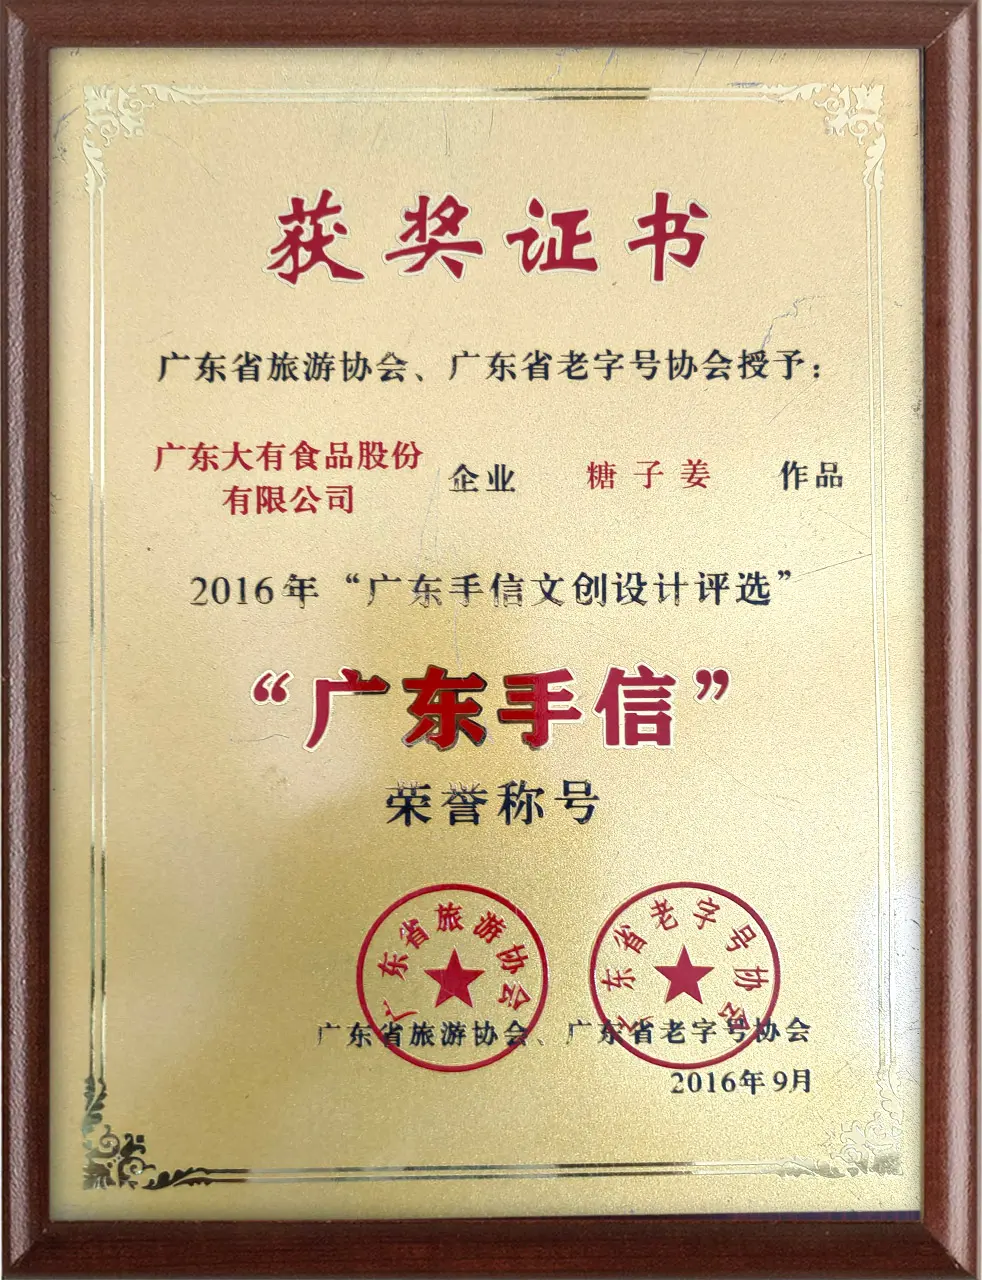 获奖证书
广东省旅游协会、广东省老字号协会授予：
广东大有食品股份
有限公司 企业 糖子姜 作品
2016年“广东手信文创设计评选”
“广东手信”
荣誉称号
广东省旅游协会
广东省老字号协会
广东省旅游协会、广东省老字号协会
2016年9月